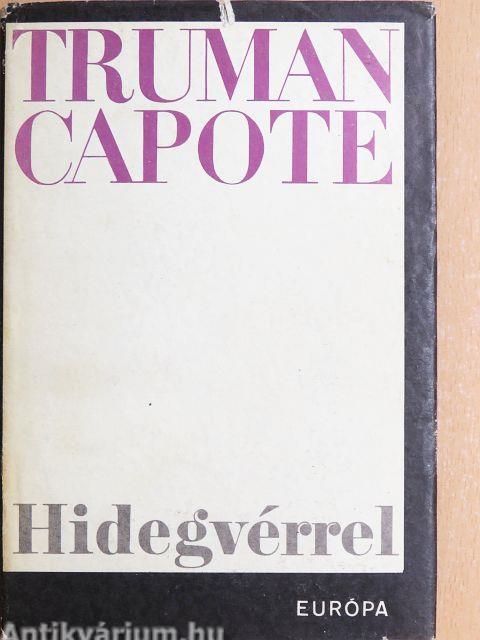 TRUMAN
CAPOTE
Hidegvérrel
EURÓPA
Antikvárium.hu